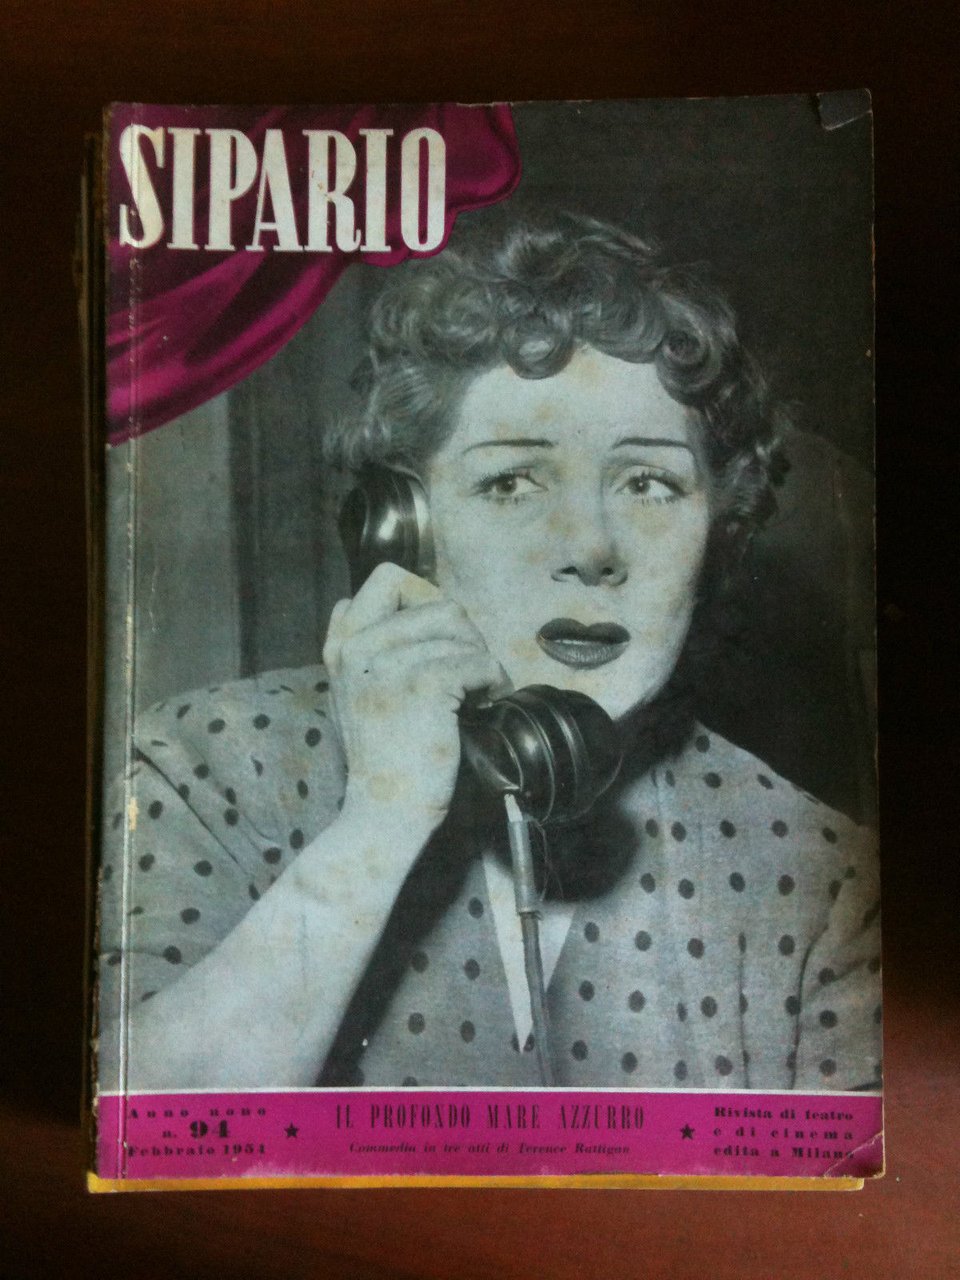 SIPARIO
Anno nono
n. 94
Febbraio 1954
★
IL PROFONDO MARE AZZURRO
Commedia in tre atti di Terence Rattigan
★
Rivista di teatro
e di cinema
edita a Milano